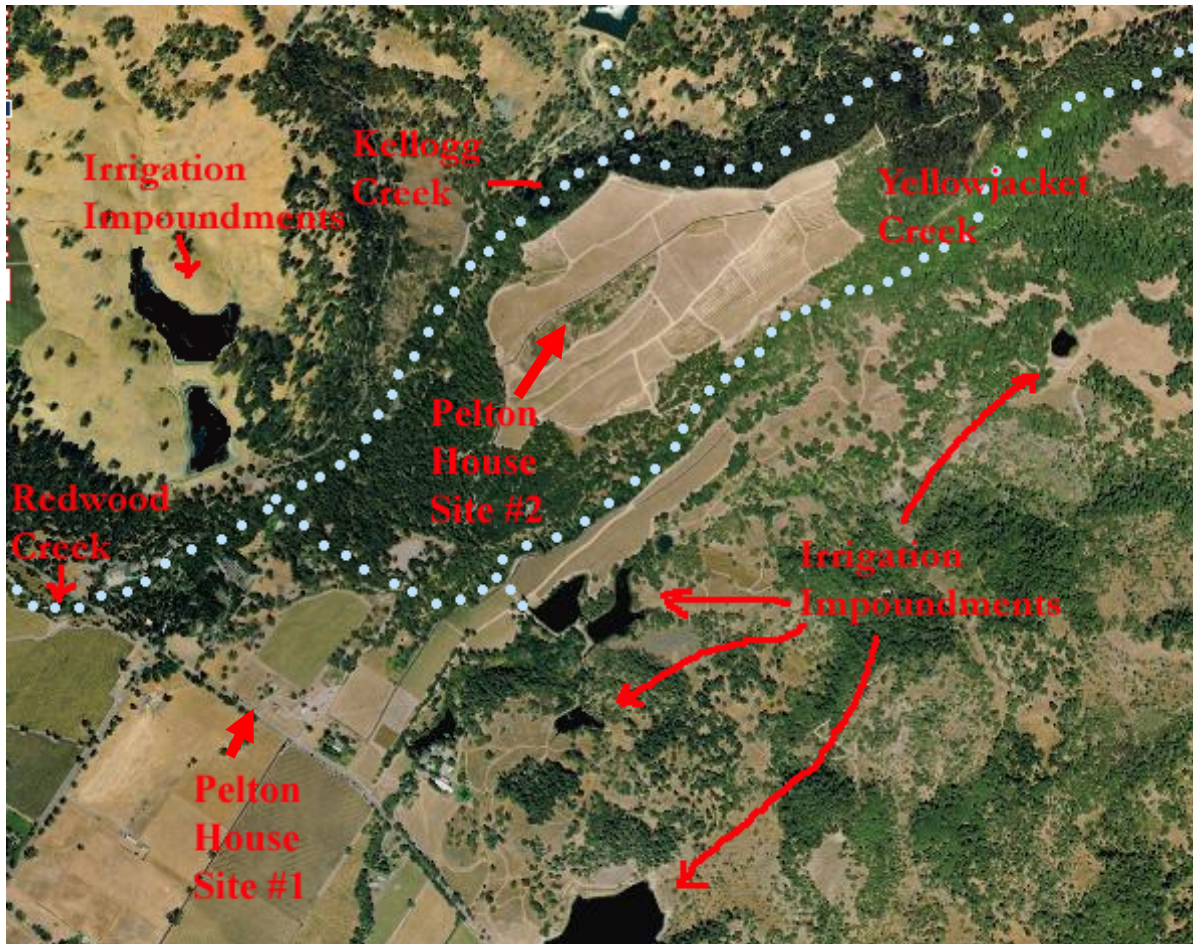 Kellogg
Creek
Irrigation
Impoundments
Yellowjacket
Creek
Pelton
House
Site #2
Redwood
Creek
Irrigation
Impoundments
Pelton
House
Site #1